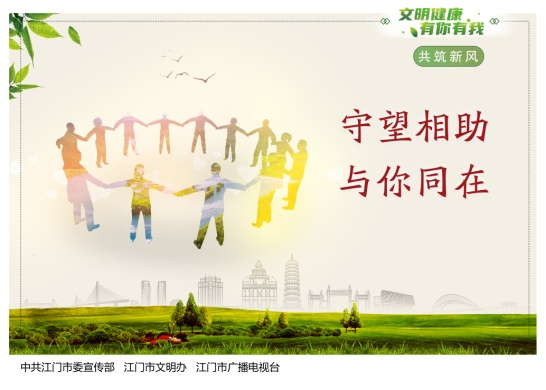 文明健康
有你有我
共筑新风
守望相助
与你同在
中共江门市委宣传部 江门市文明办 江门市广播电视台